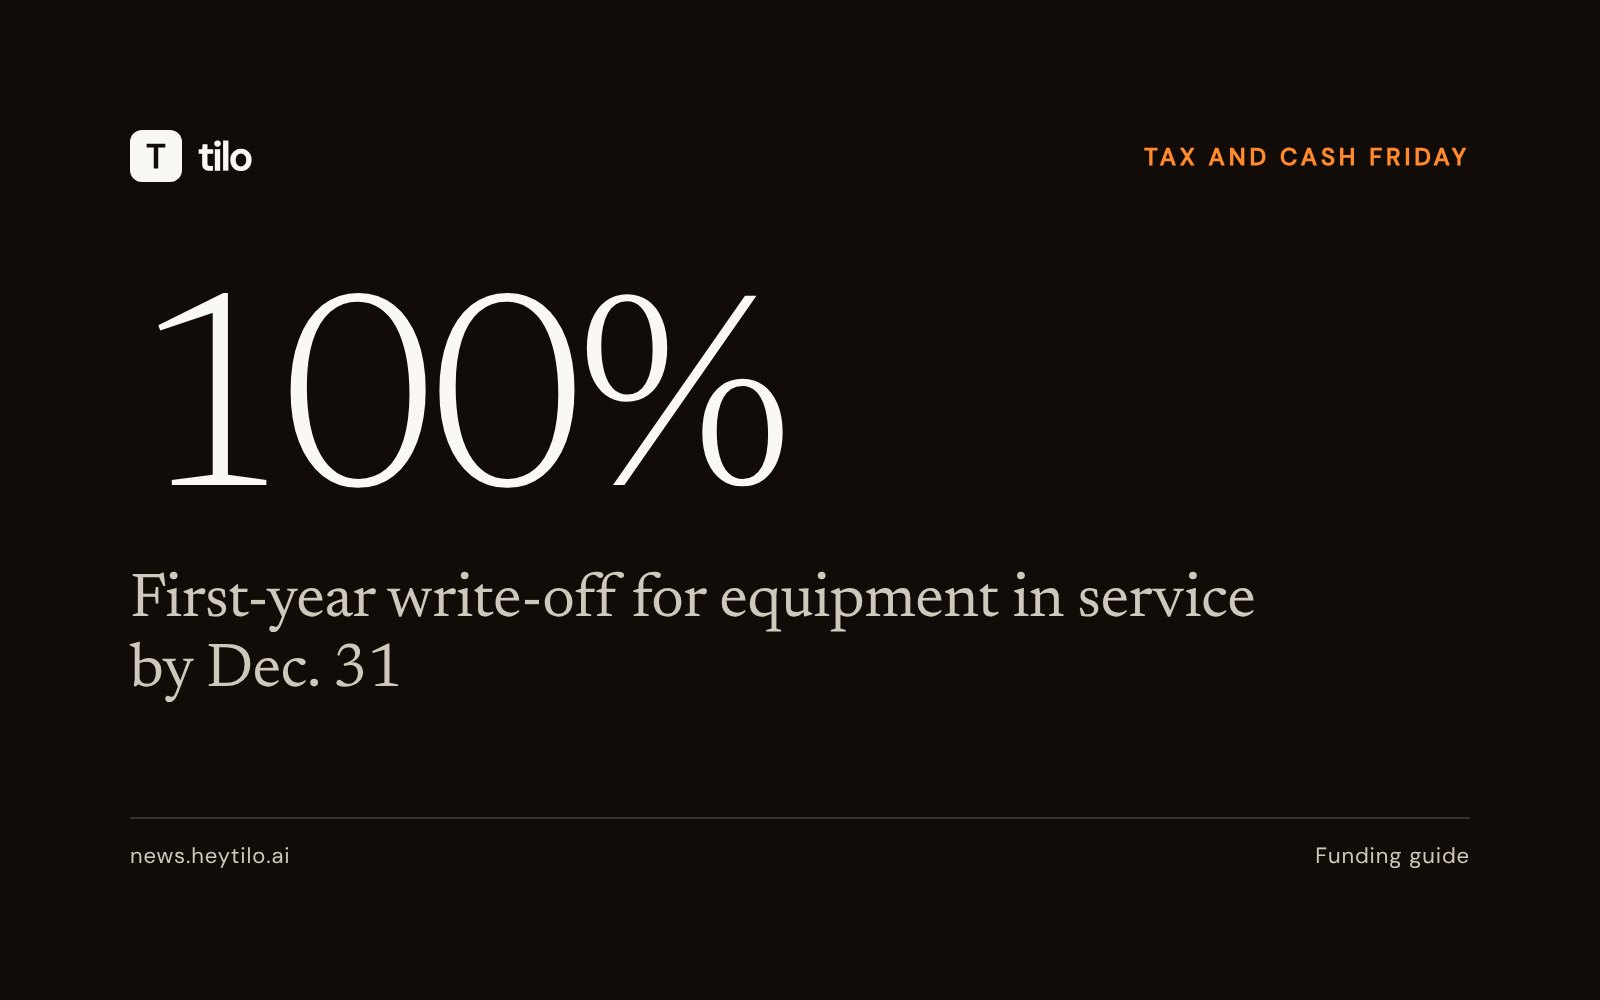 T tilo
TAX AND CASH FRIDAY
100%
First-year write-off for equipment in service
by Dec. 31
news.heytilo.ai
Funding guide